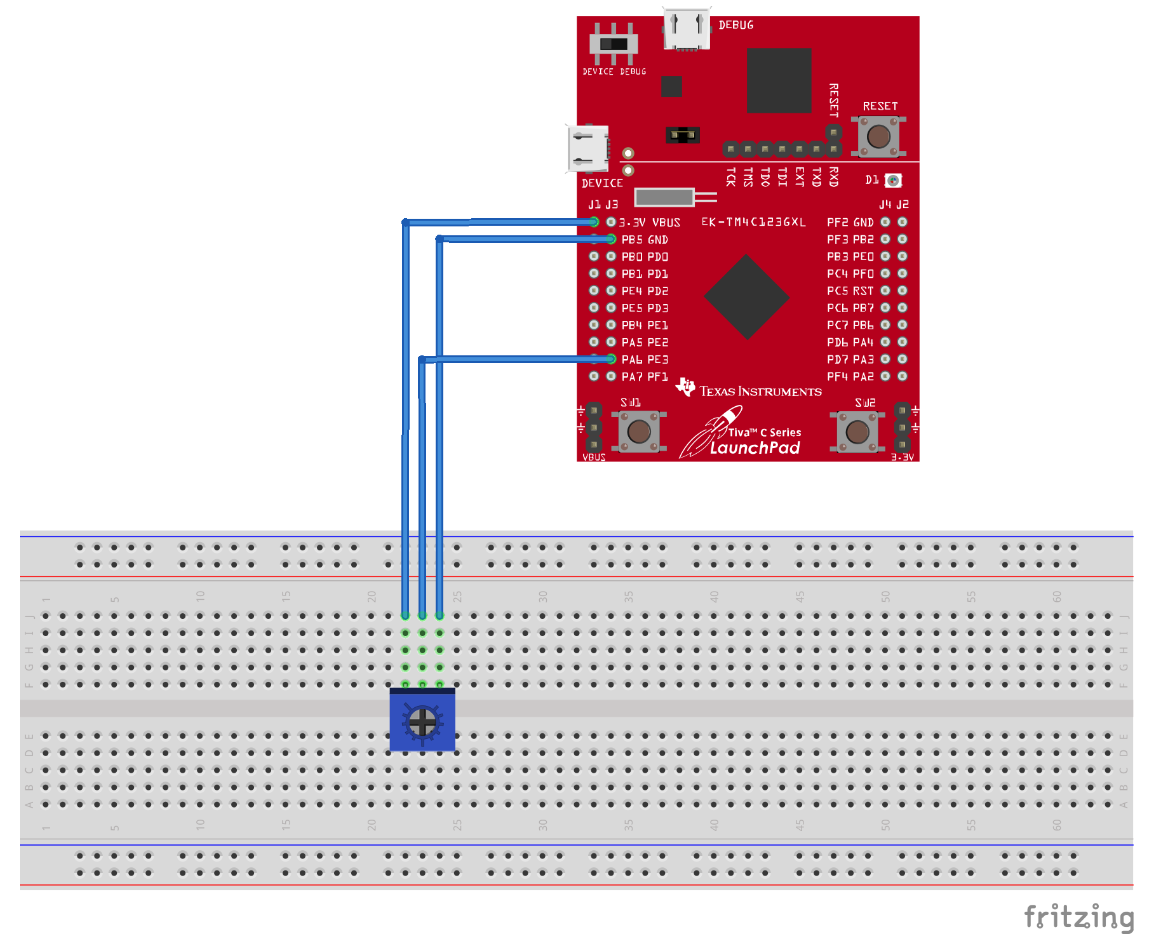 DEBUG
DEVICE DEBUG
RESET
RESET
TCK TMS TDO TDI EXT TXD RXD
D1
DEVICE
J1 J3
J4 J2
3.3V VBUS
EK-TM4C123GXL
PF2 GND
PB5 GND
PF3 PB2
PB0 PD0
PB3 PE0
PB1 PD1
PC4 PF0
PE4 PD2
PC5 RST
PE5 PD3
PC6 PB7
PB4 PE1
PC7 PB6
PA5 PE2
PD6 PA4
PA6 PE3
PD7 PA3
PA7 PF1
PF4 PA2
TEXAS INSTRUMENTS
SW1
SW2
Tiva™ C Series
LaunchPad
VBUS
3.3V
1 5 10 15 20 25 30 35 40 45 50 55 60
J J
I I
H H
G G
F F
E E
D D
C C
B B
A A
1 5 10 15 20 25 30 35 40 45 50 55 60
fritzing